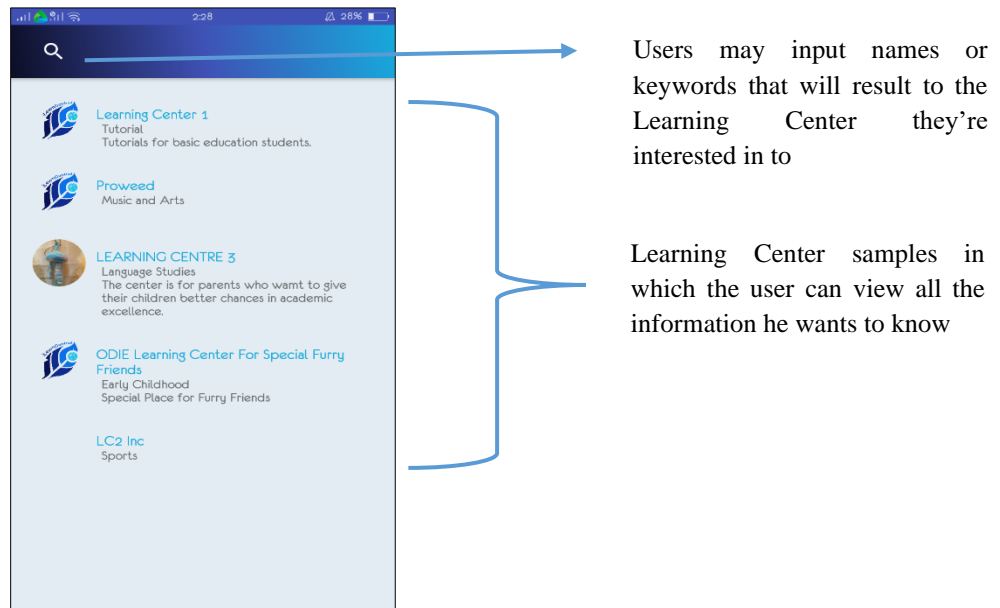 2:28
28%
Learning Center 1
Tutorial
Tutorials for basic education students.
Proweed
Music and Arts
LEARNING CENTRE 3
Language Studies
The center is for parents who wamt to give
their children better chances in academic
excellence.
ODIE Learning Center For Special Furry
Friends
Early Childhood
Special Place for Furry Friends
LC2 Inc
Sports
Users may input names or
keywords that will result to the
Learning Center they’re
interested in to
Learning Center samples in
which the user can view all the
information he wants to know